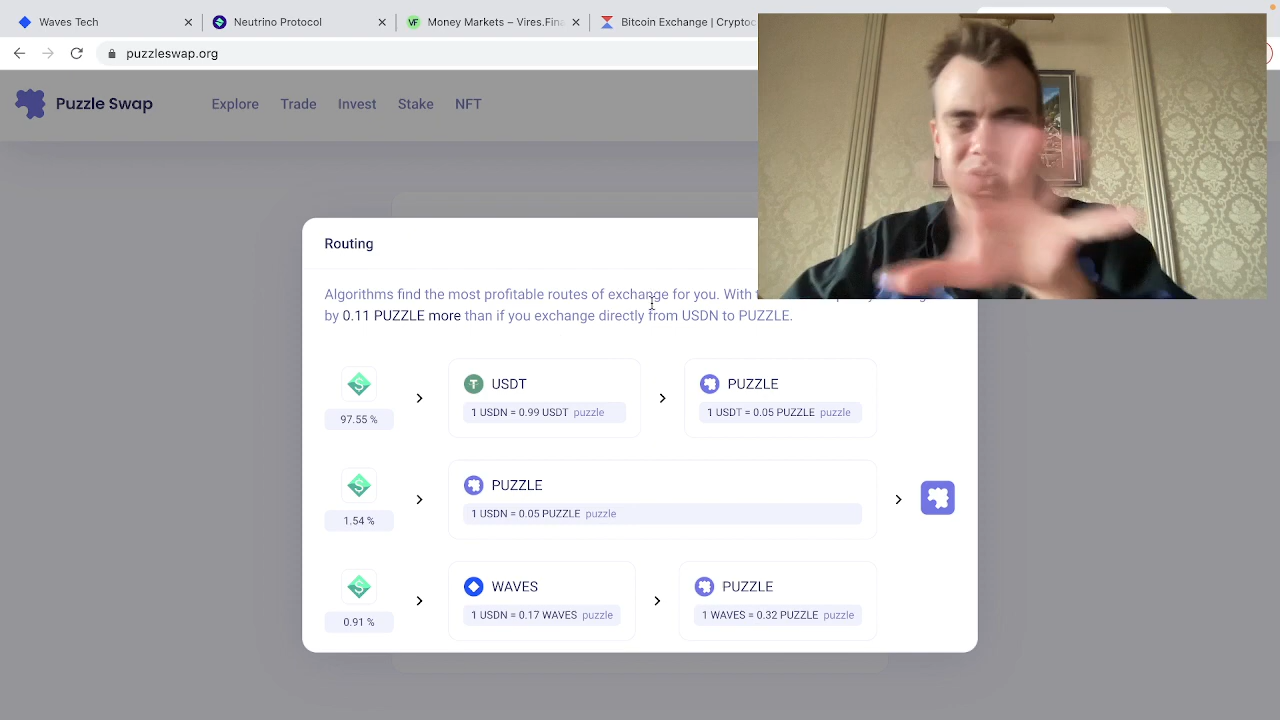 Waves Tech
Neutrino Protocol
Money Markets – Vires.Fina
Bitcoin Exchange | Cryptoc
puzzleswap.org
Puzzle Swap
Explore
Trade
Invest
Stake
NFT
Routing
Algorithms find the most profitable routes of exchange for you. With
by 0.11 PUZZLE more than if you exchange directly from USDN to PUZZLE.
97.55 %
USDT
1 USDN = 0.99 USDT puzzle
PUZZLE
1 USDT = 0.05 PUZZLE puzzle
1.54 %
PUZZLE
1 USDN = 0.05 PUZZLE puzzle
0.91 %
WAVES
1 USDN = 0.17 WAVES puzzle
PUZZLE
1 WAVES = 0.32 PUZZLE puzzle